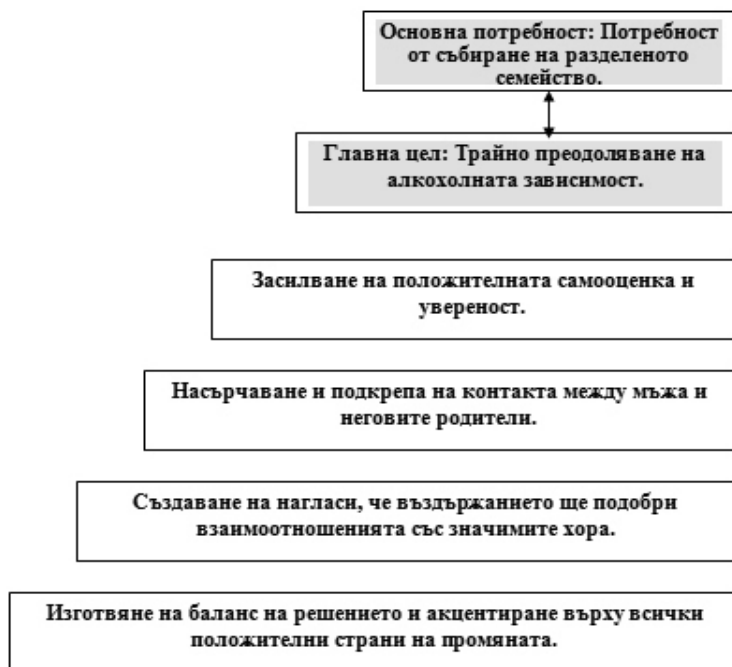 Основна потребност: Потребност
от събиране на разделеното
семейство.
Главна цел: Трайно преодоляване на
алкохолната зависимост.
Засилване на положителната самооценка и
увереност.
Насърчаване и подкрепа на контакта между мъжа и
неговите родители.
Създаване на нагласи, че въздържанието ще подобри
взаимоотношенията със значимите хора.
Изготвяне на баланс на решението и акцентиране върху всички
положителни страни на промяната.